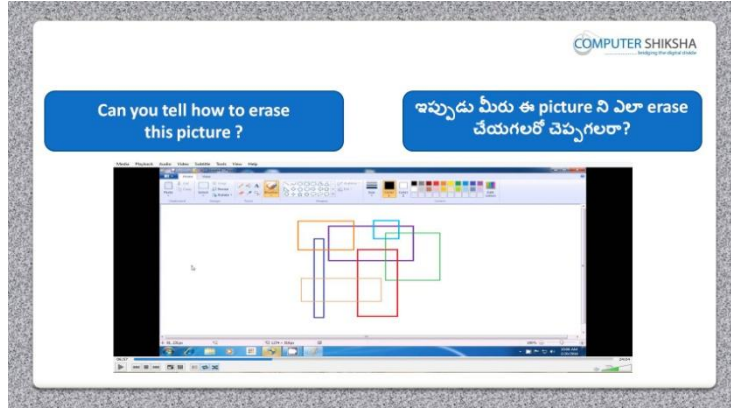 COMPUTER SHIKSHA
bridging the digital divide
Can you tell how to erase
this picture ?
ఇప్పుడు మీరు ఈ picture ని ఎలా erase
చేయగలరో చెప్పగలరా?
Media Playback Audio Video Subtitle Tools View Help